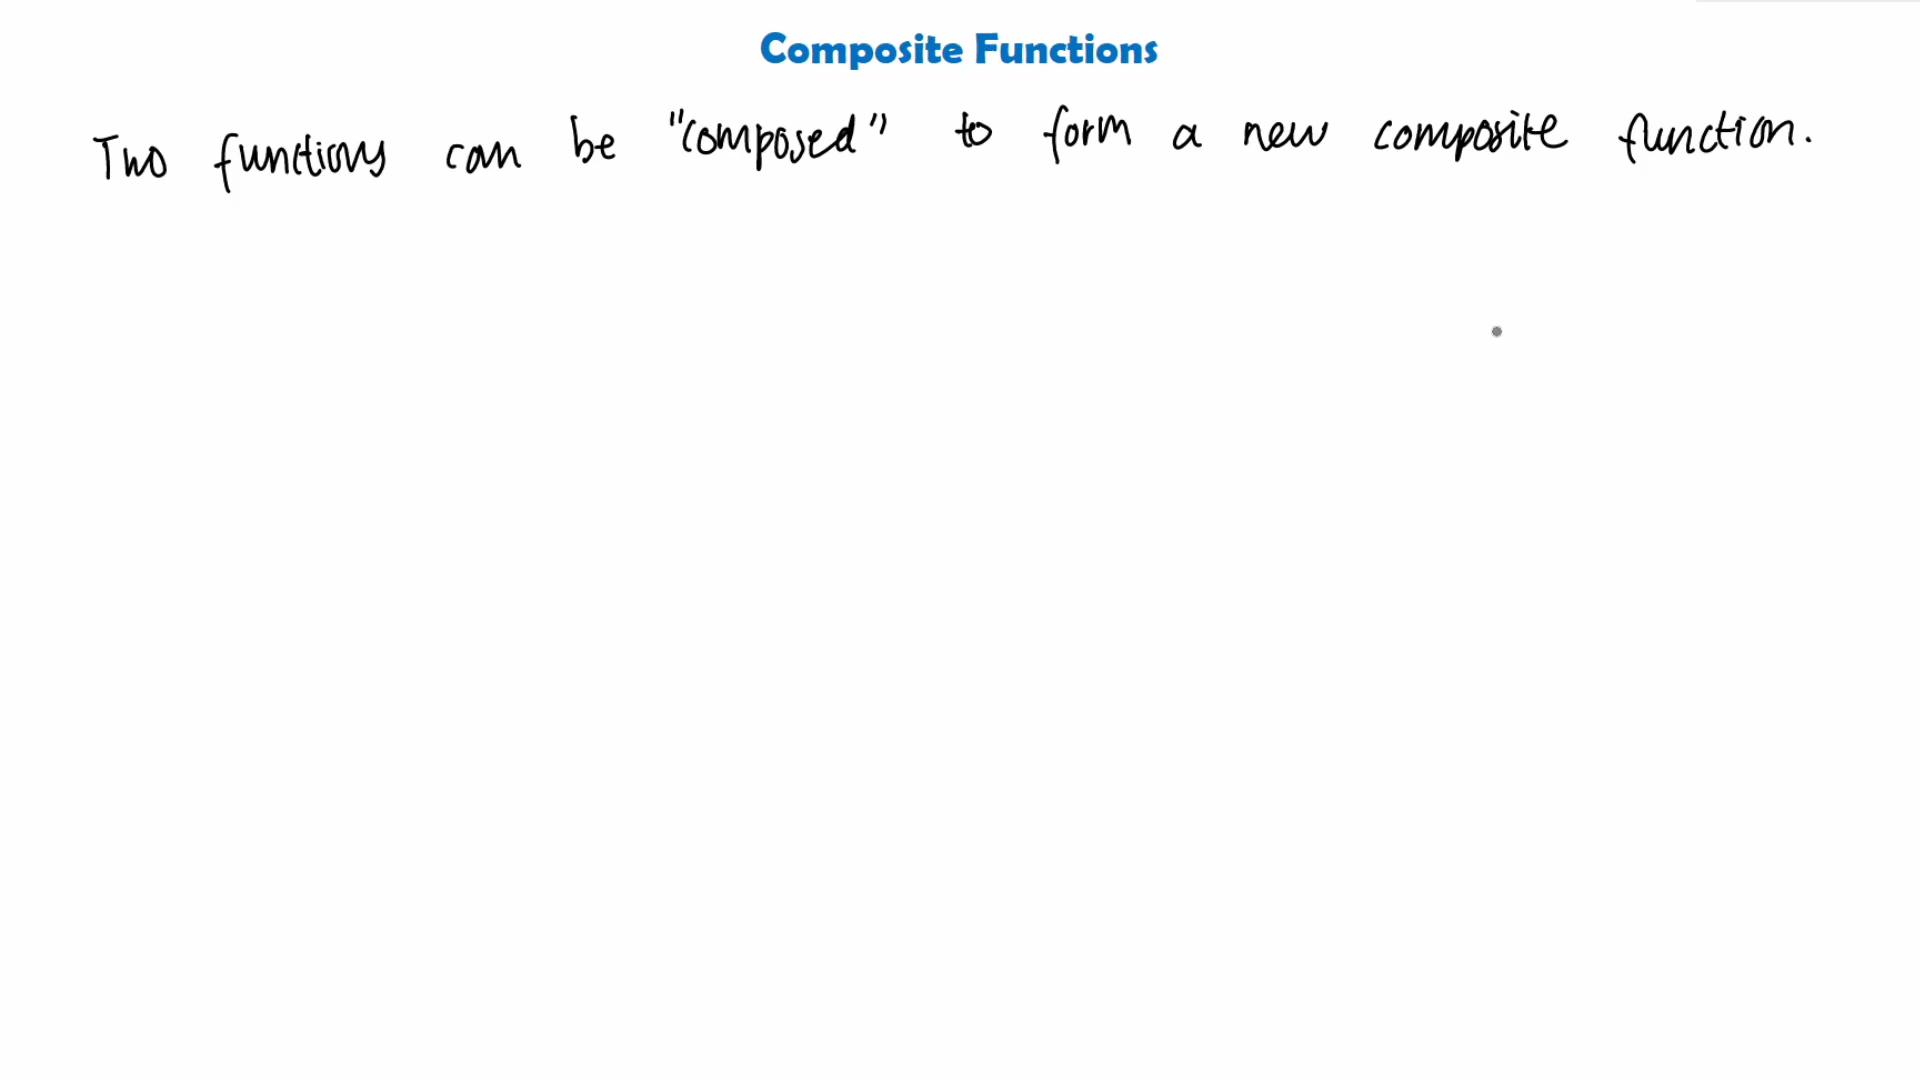 Composite Functions
Two functions can be "composed" to form a new composite function.